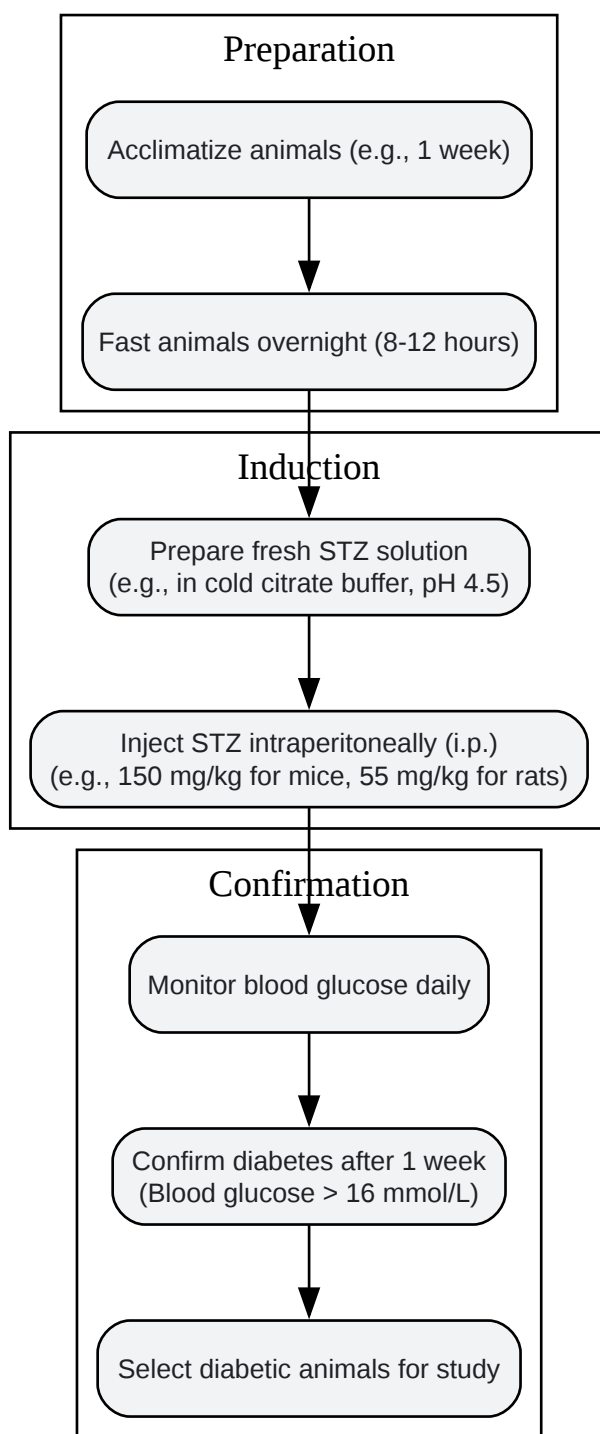 Preparation
Acclimatize animals (e.g., 1 week)
Fast animals overnight (8-12 hours)
Induction
Prepare fresh STZ solution
(e.g., in cold citrate buffer, pH 4.5)
Inject STZ intraperitoneally (i.p.)
(e.g., 150 mg/kg for mice, 55 mg/kg for rats)
Confirmation
Monitor blood glucose daily
Confirm diabetes after 1 week
(Blood glucose > 16 mmol/L)
Select diabetic animals for study